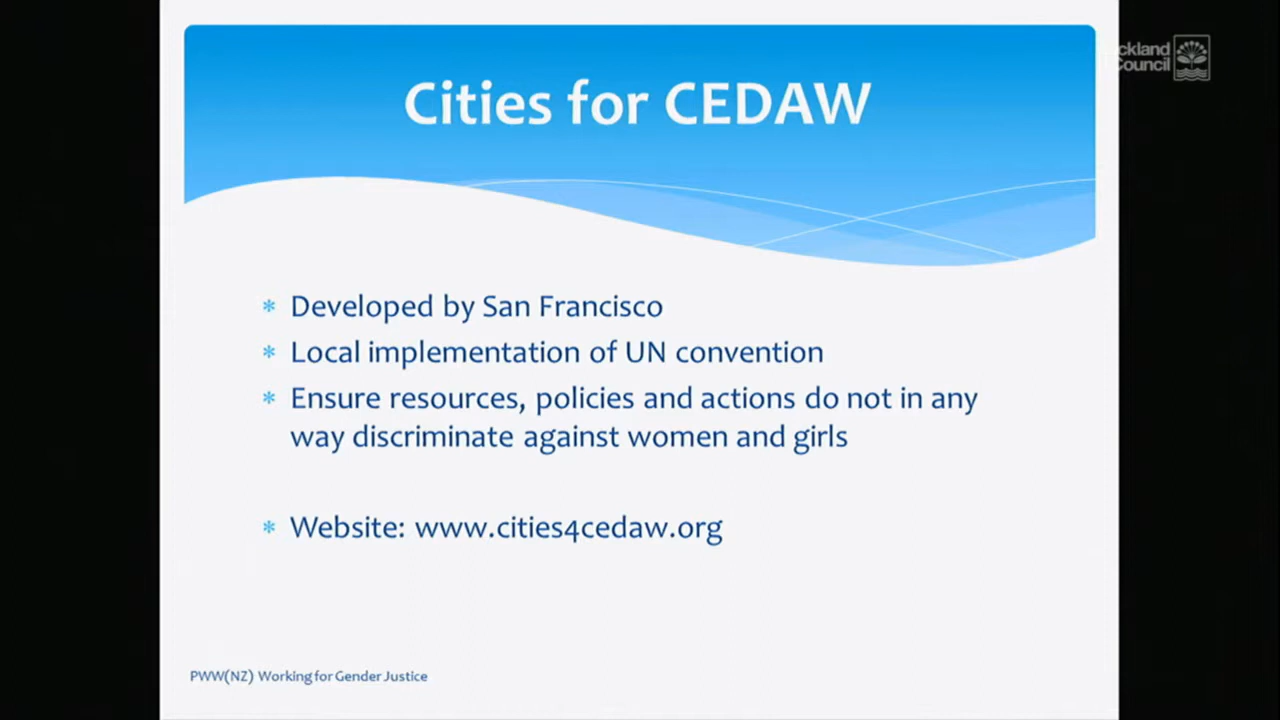 Cities for CEDAW
ckland
Council
* Developed by San Francisco
* Local implementation of UN convention
* Ensure resources, policies and actions do not in any
way discriminate against women and girls
* Website: www.cities4cedaw.org
PWW(NZ) Working for Gender Justice